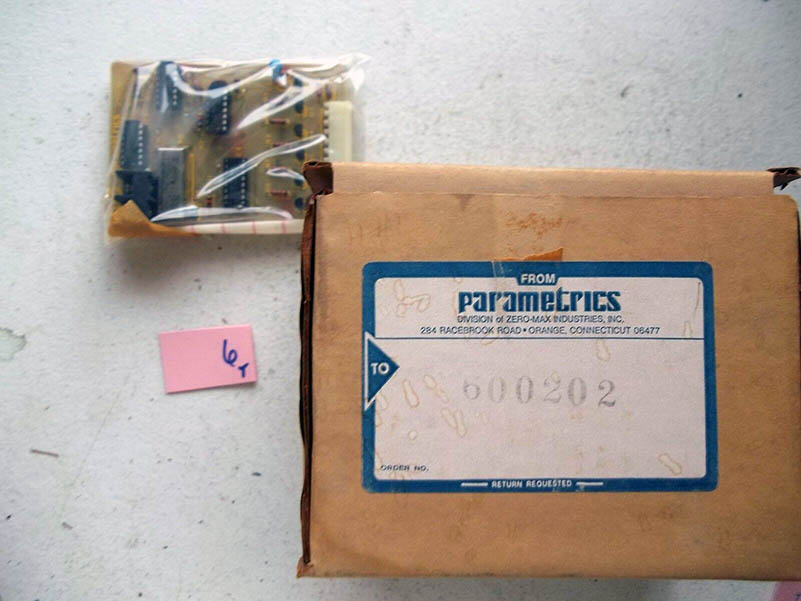 6r
FROM
parametrics
DIVISION of ZERO-MAX INDUSTRIES, INC.
284 RACEBROOK ROAD • ORANGE, CONNECTICUT 06477
TO
600202
ORDER NO.
RETURN REQUESTED